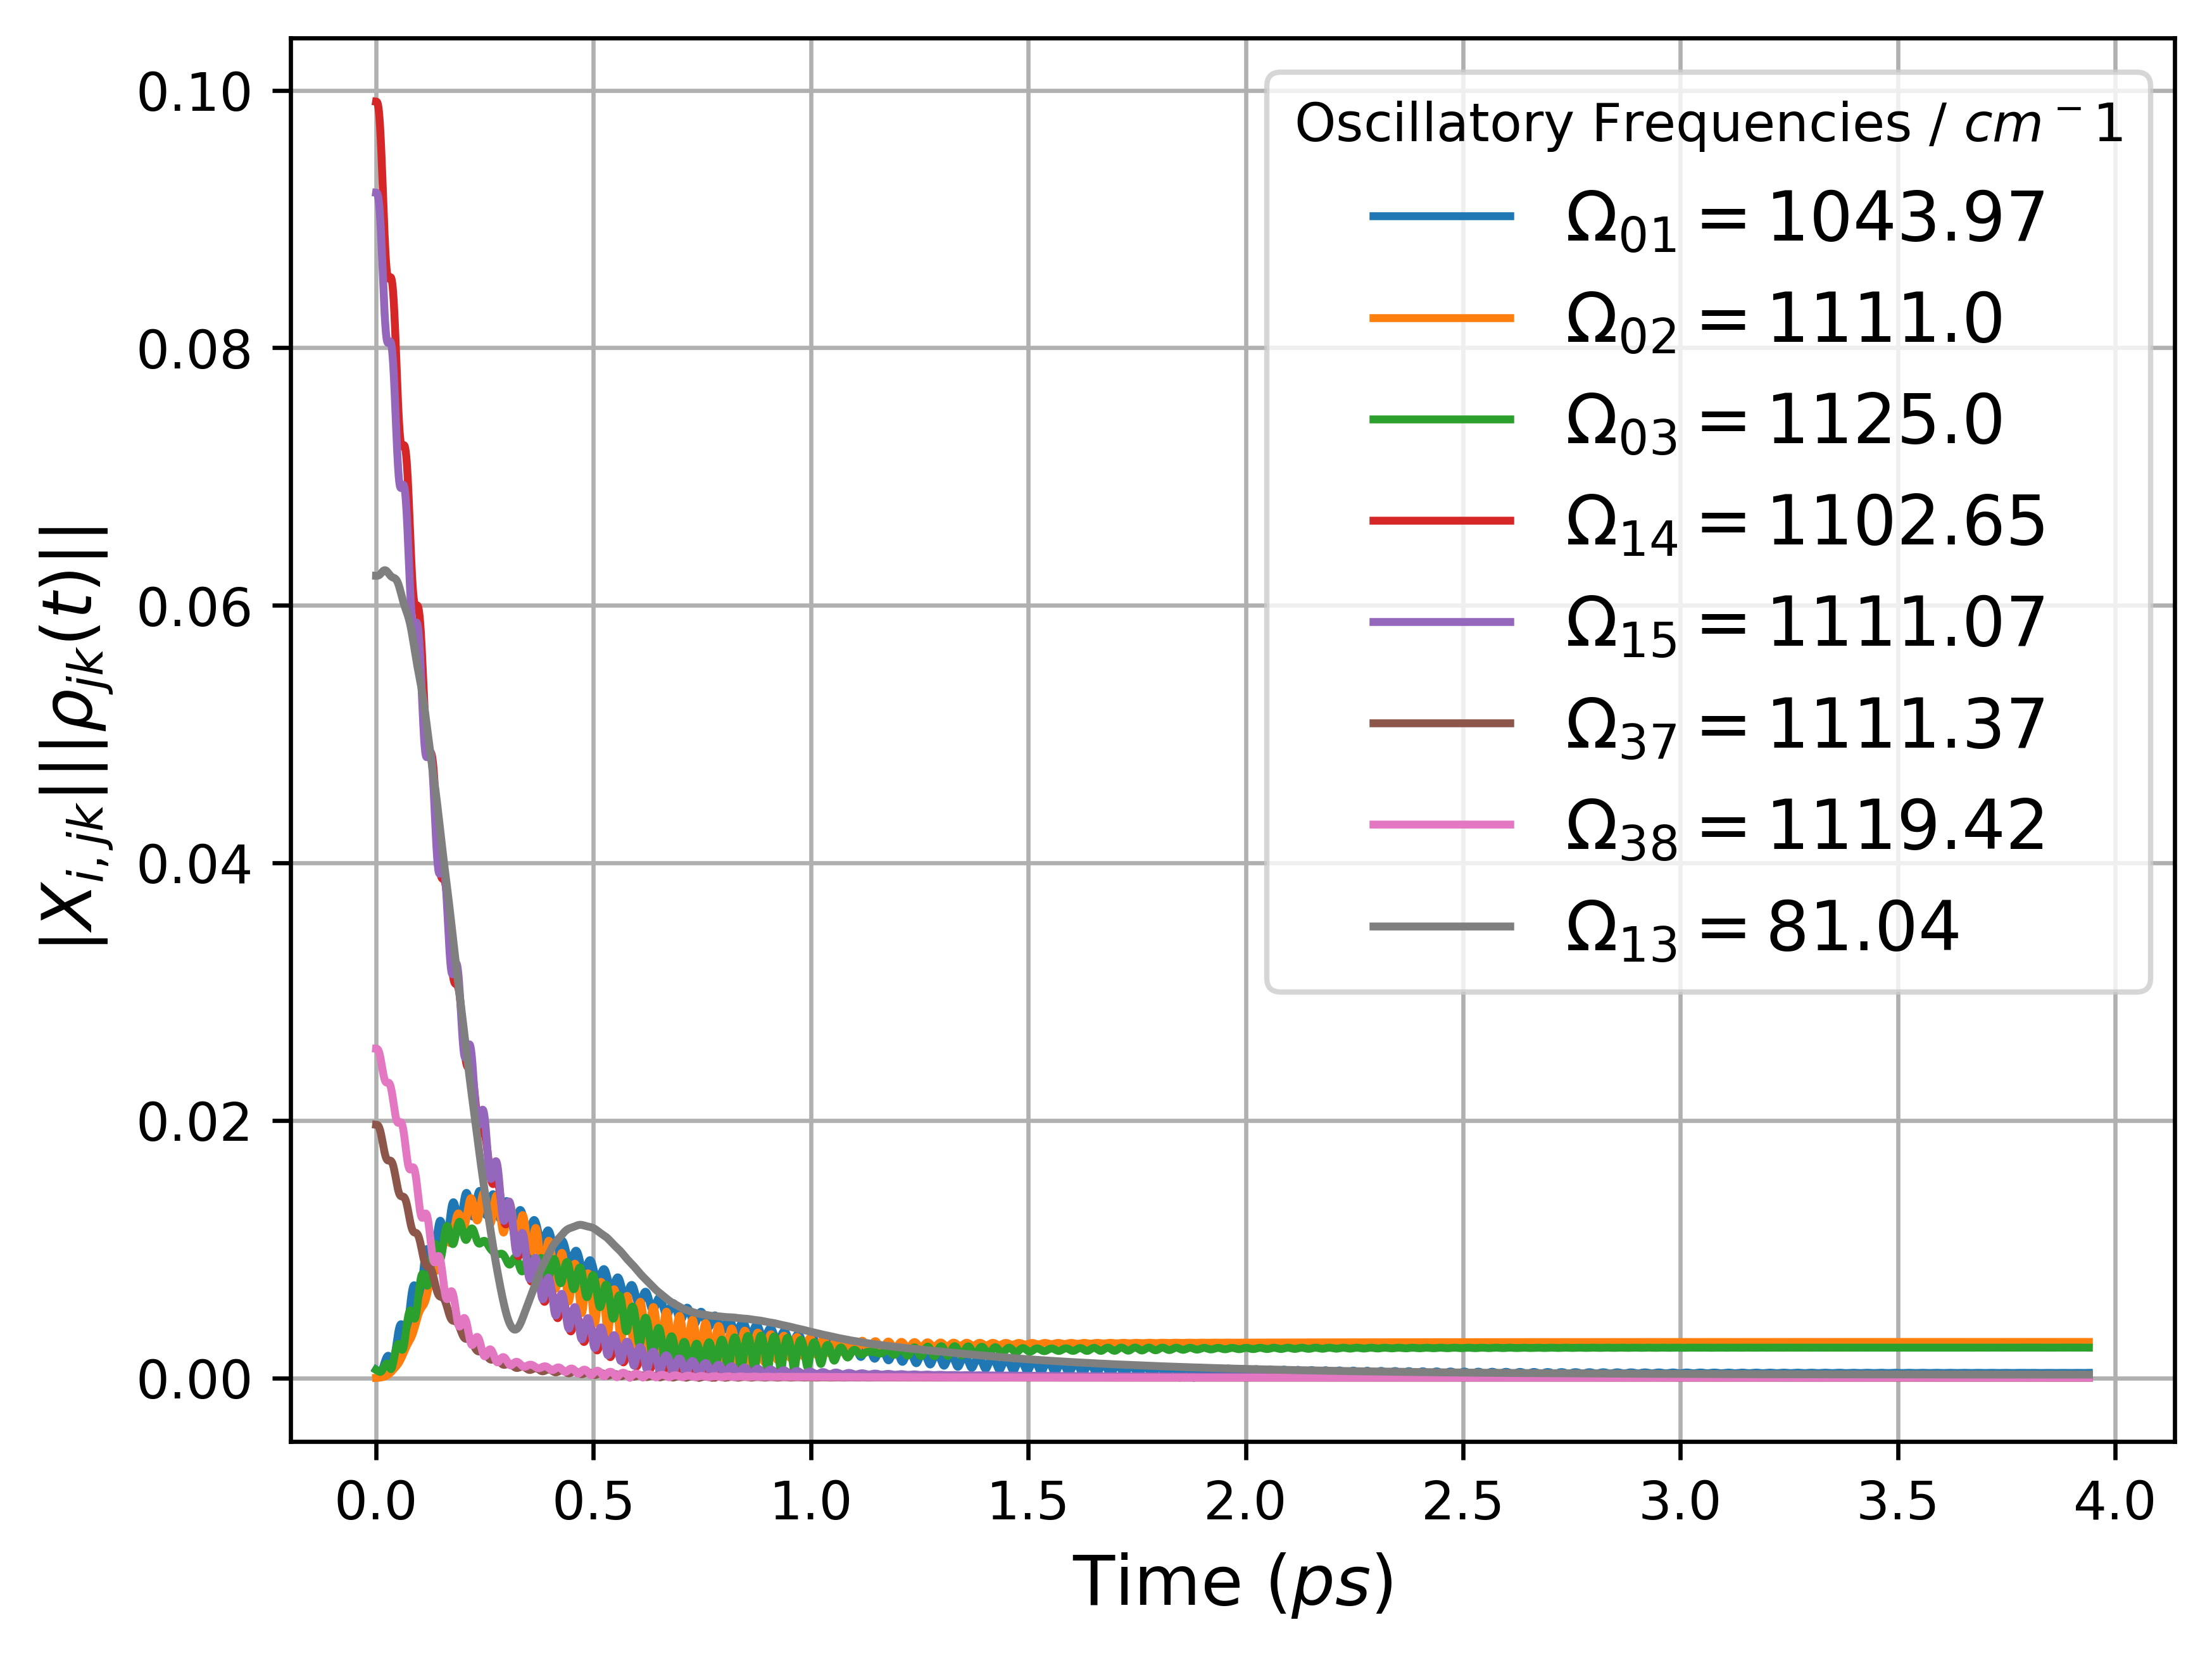 0.10
0.08
0.06
0.04
0.02
0.00
|X_{i,jk}|||ρ_{jk}(t)||
Oscillatory Frequencies / cm^−1
Ω_{01} = 1043.97
Ω_{02} = 1111.0
Ω_{03} = 1125.0
Ω_{14} = 1102.65
Ω_{15} = 1111.07
Ω_{37} = 1111.37
Ω_{38} = 1119.42
Ω_{13} = 81.04
0.0 0.5 1.0 1.5 2.0 2.5 3.0 3.5 4.0
Time (ps)